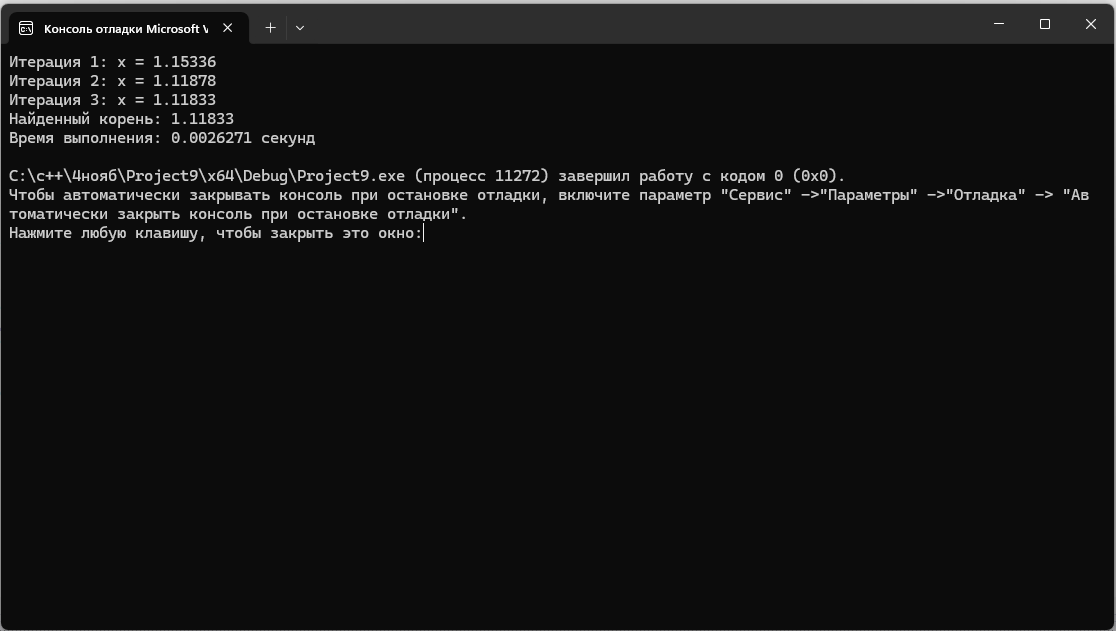 Консоль отладки Microsoft V
Итерация 1: x = 1.15336
Итерация 2: x = 1.11878
Итерация 3: x = 1.11833
Найденный корень: 1.11833
Время выполнения: 0.0026271 секунд
C:\c++\4нояб\Project9\x64\Debug\Project9.exe (процесс 11272) завершил работу с кодом 0 (0x0).
Чтобы автоматически закрывать консоль при остановке отладки, включите параметр "Сервис" ->"Параметры" ->"Отладка" -> "Ав
томатически закрыть консоль при остановке отладки".
Нажмите любую клавишу, чтобы закрыть это окно: